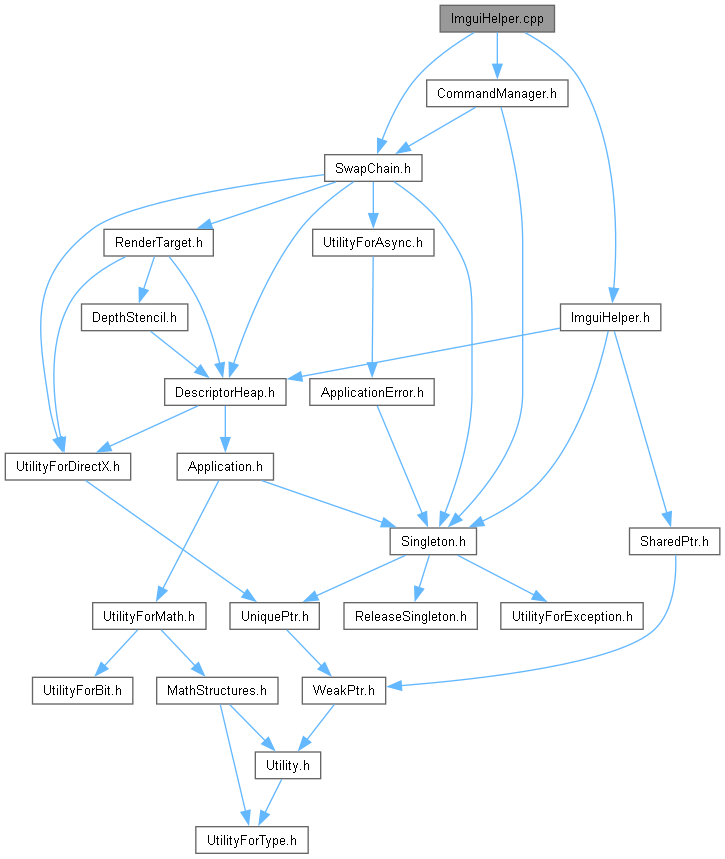 ImguiHelper.cpp
CommandManager.h
SwapChain.h
RenderTarget.h
UtilityForAsync.h
DepthStencil.h
ImguiHelper.h
DescriptorHeap.h
ApplicationError.h
UtilityForDirectX.h
Application.h
Singleton.h
SharedPtr.h
UtilityForMath.h
UniquePtr.h
ReleaseSingleton.h
UtilityForException.h
UtilityForBit.h
MathStructures.h
WeakPtr.h
Utility.h
UtilityForType.h